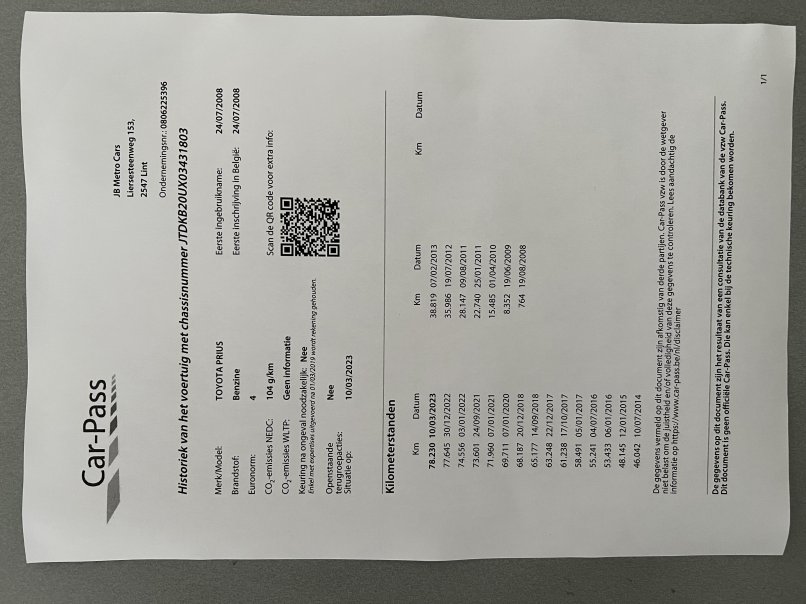 Car-Pass
JB Metro Cars
Liersesteenweg 153,
2547 Lint
Ondernemingsnr.: 0806225396
Historiek van het voertuig met chassisnummer JTDKB20UX03431803
Merk/Model: TOYOTA PRIUS
Brandstof: Benzine
Euronorm: 4
CO2-emissies NEDC: 104 g/km
CO2-emissies WLTP: Geen informatie
Keuring na ongeval noodzakelijk: Nee
Enkel met expertises uitgevoerd na 01/03/2019 wordt rekening gehouden.
Openstaande Nee
terugroepacties:
Situatie op: 10/03/2023
Eerste ingebruikname: 24/07/2008
Eerste inschrijving in België: 24/07/2008
Scan de QR code voor extra info:
Kilometerstanden
Km Datum
78.230 10/03/2023
77.645 30/12/2022
74.556 03/01/2022
73.601 24/09/2021
71.960 07/01/2021
69.711 07/01/2020
68.187 20/12/2018
65.177 14/09/2018
63.248 22/12/2017
61.238 17/10/2017
58.491 05/01/2017
55.241 04/07/2016
53.433 06/01/2016
48.145 12/01/2015
46.042 10/07/2014
Km Datum
38.819 07/02/2013
35.986 19/07/2012
28.147 09/08/2011
22.740 25/01/2011
15.485 01/04/2010
8.352 19/06/2009
764 19/08/2008
Km Datum
De gegevens vermeld op dit document zijn afkomstig van derde partijen. Car-Pass vzw is door de wetgever
niet belast om de juistheid en/of volledigheid van deze gegevens te controleren. Lees aandachtig de
informatie op https://www.car-pass.be/nl/disclaimer
De gegevens op dit document zijn het resultaat van een consultatie van de databank van de vzw Car-Pass.
Dit document is geen officiële Car-Pass. Die kan enkel bij de technische keuring bekomen worden.
1/1